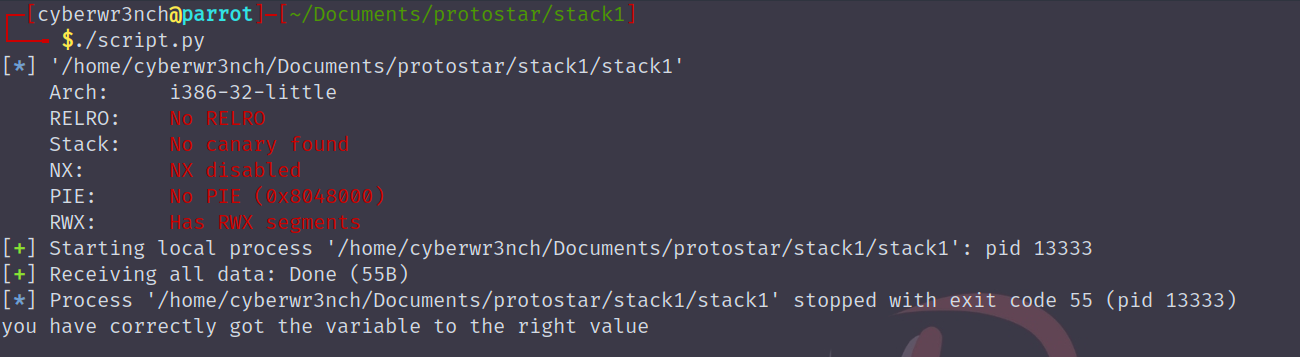 ┌─[cyberwr3nch@parrot]─[~/Documents/protostar/stack1]
└──╼ $./script.py
[*] '/home/cyberwr3nch/Documents/protostar/stack1/stack1'
    Arch:     i386-32-little
    RELRO:    No RELRO
    Stack:    No canary found
    NX:       NX disabled
    PIE:      No PIE (0x8048000)
    RWX:      Has RWX segments
[+] Starting local process '/home/cyberwr3nch/Documents/protostar/stack1/stack1': pid 13333
[+] Receiving all data: Done (55B)
[*] Process '/home/cyberwr3nch/Documents/protostar/stack1/stack1' stopped with exit code 55 (pid 13333)
you have correctly got the variable to the right value